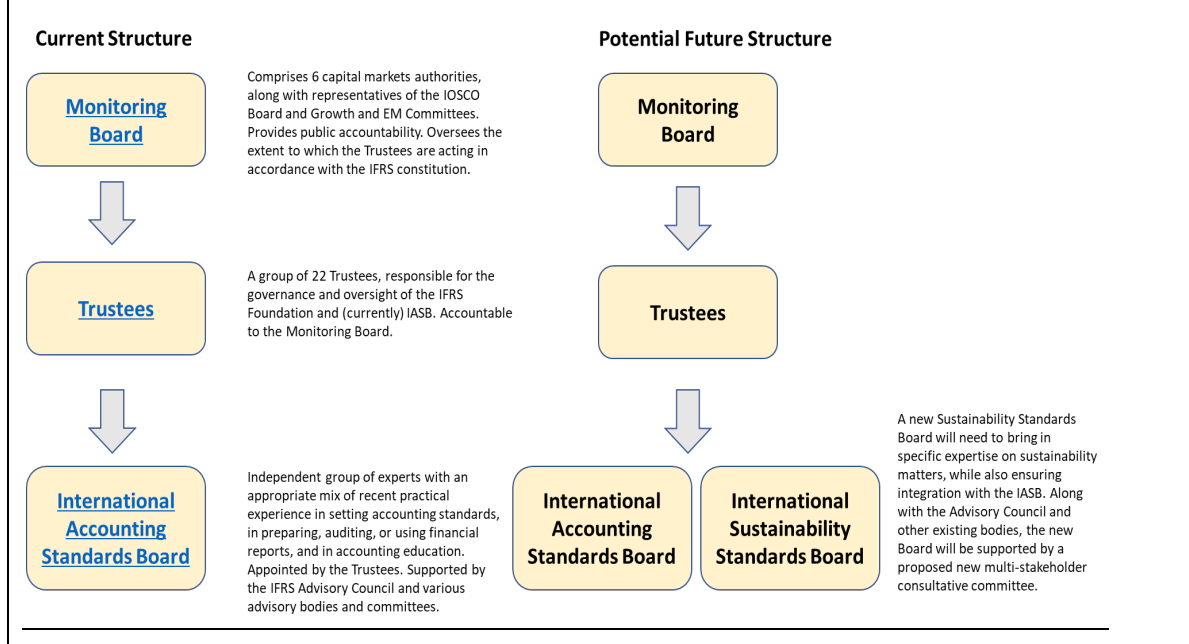 Current Structure
Monitoring
Board
Comprises 6 capital markets authorities,
along with representatives of the IOSCO
Board and Growth and EM Committees.
Provides public accountability. Oversees the
extent to which the Trustees are acting in
accordance with the IFRS constitution.
Trustees
A group of 22 Trustees, responsible for the
governance and oversight of the IFRS
Foundation and (currently) IASB. Accountable
to the Monitoring Board.
International
Accounting
Standards Board
Independent group of experts with an
appropriate mix of recent practical
experience in setting accounting standards,
in preparing, auditing, or using financial
reports, and in accounting education.
Appointed by the Trustees. Supported by
the IFRS Advisory Council and various
advisory bodies and committees.
Potential Future Structure
Monitoring
Board
Trustees
International
Accounting
Standards Board
International
Sustainability
Standards Board
A new Sustainability Standards
Board will need to bring in
specific expertise on sustainability
matters, while also ensuring
integration with the IASB. Along
with the Advisory Council and
other existing bodies, the new
Board will be supported by a
proposed new multi-stakeholder
consultative committee.